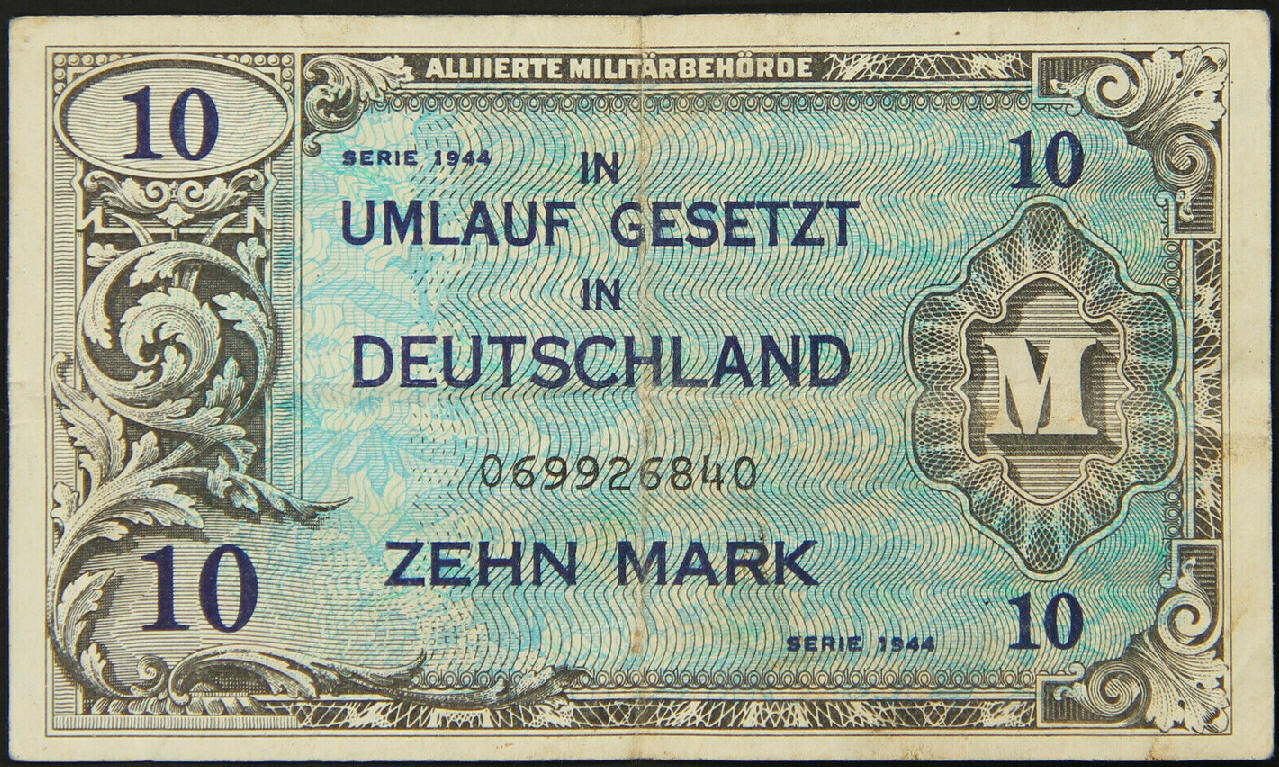 ALLIIERTE MILITÄRBEHÖRDE
10
10
SERIE 1944
IN
UMLAUF GESETZT
IN
DEUTSCHLAND
M
069926840
ZEHN MARK
10
10
SERIE 1944